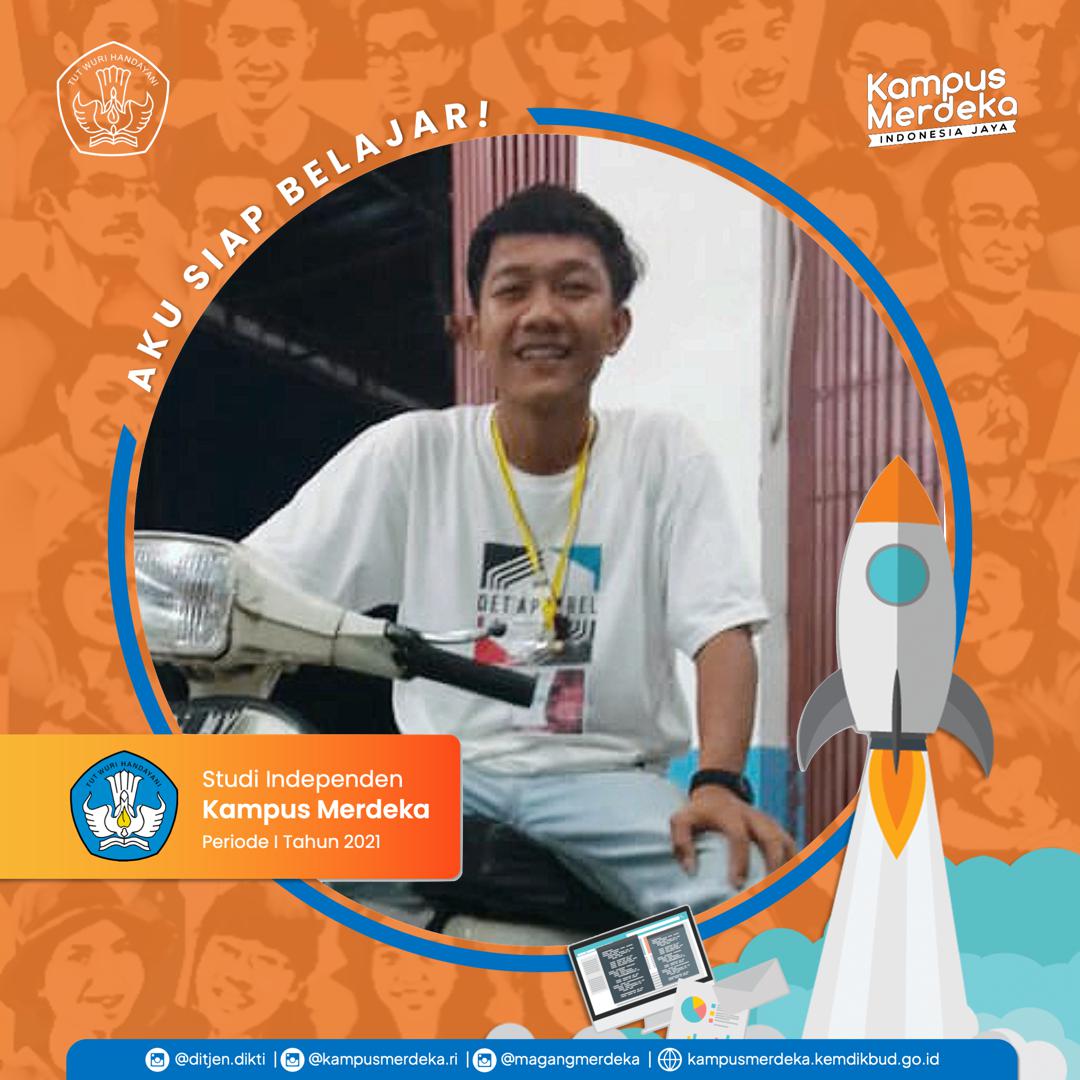 TUT WURI HANDAYANI
Kampus
Merdeka
INDONESIA JAYA
AKU SIAP BELAJAR!
TUT WURI HANDAYANI
Studi Independen
Kampus Merdeka
Periode I Tahun 2021
@ditjen.dikti | @kampusmerdeka.ri | @magangmerdeka | kampusmerdeka.kemdikbud.go.id